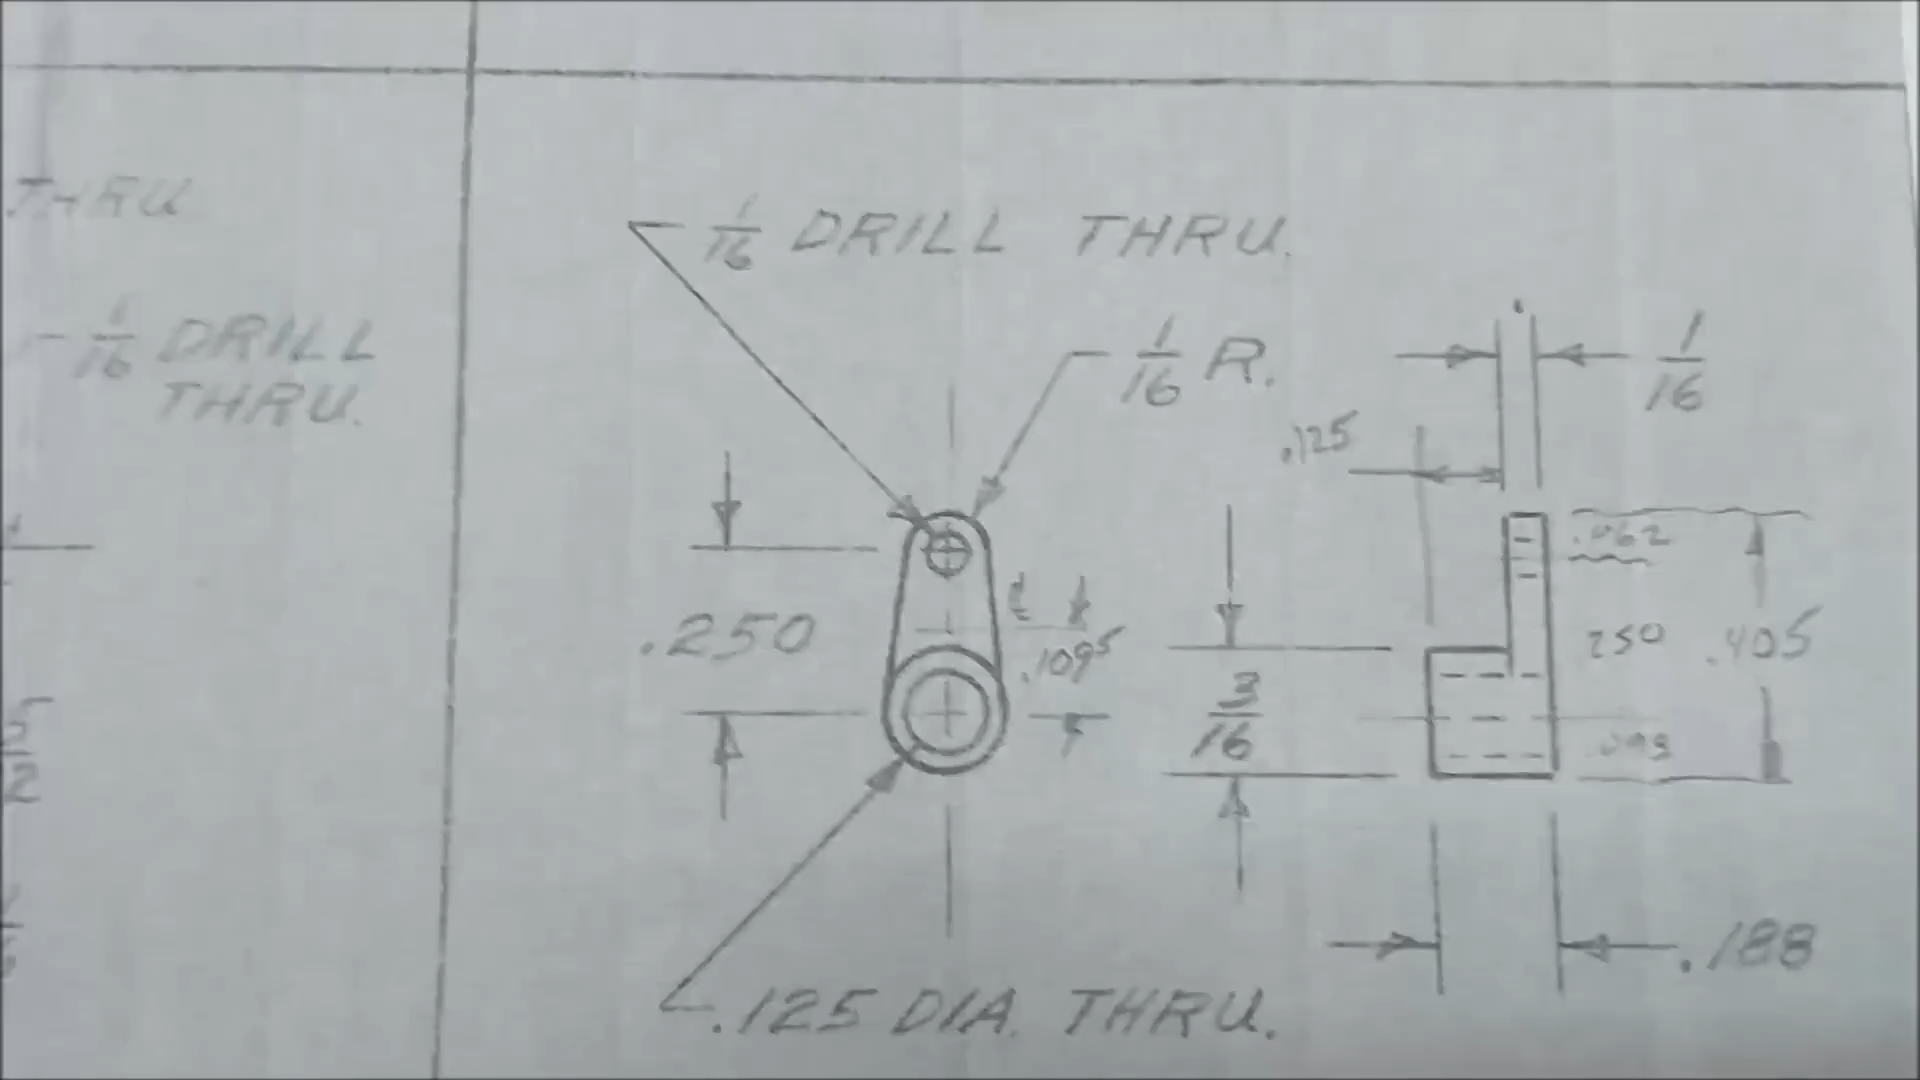 THRU
1/16 DRILL
THRU.
1/16 DRILL THRU.
1/16 R.
1/16
.125
.062
.250
.1095
250
.405
3/16
.093
.188
.125 DIA. THRU.